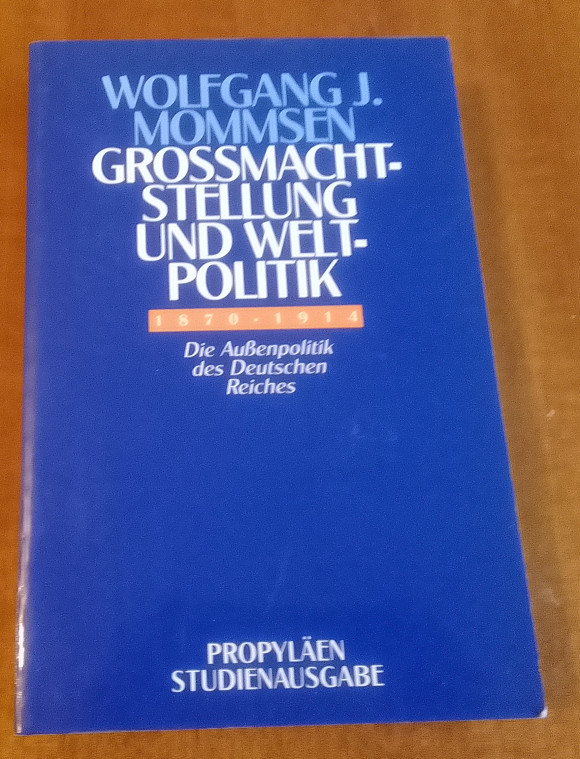 WOLFGANG J.
MOMMSEN
GROSSMACHT-
STELLUNG
UND WELT-
POLITIK
1870-1914
Die Außenpolitik
des Deutschen
Reiches
PROPYLÄEN
STUDIENAUSGABE